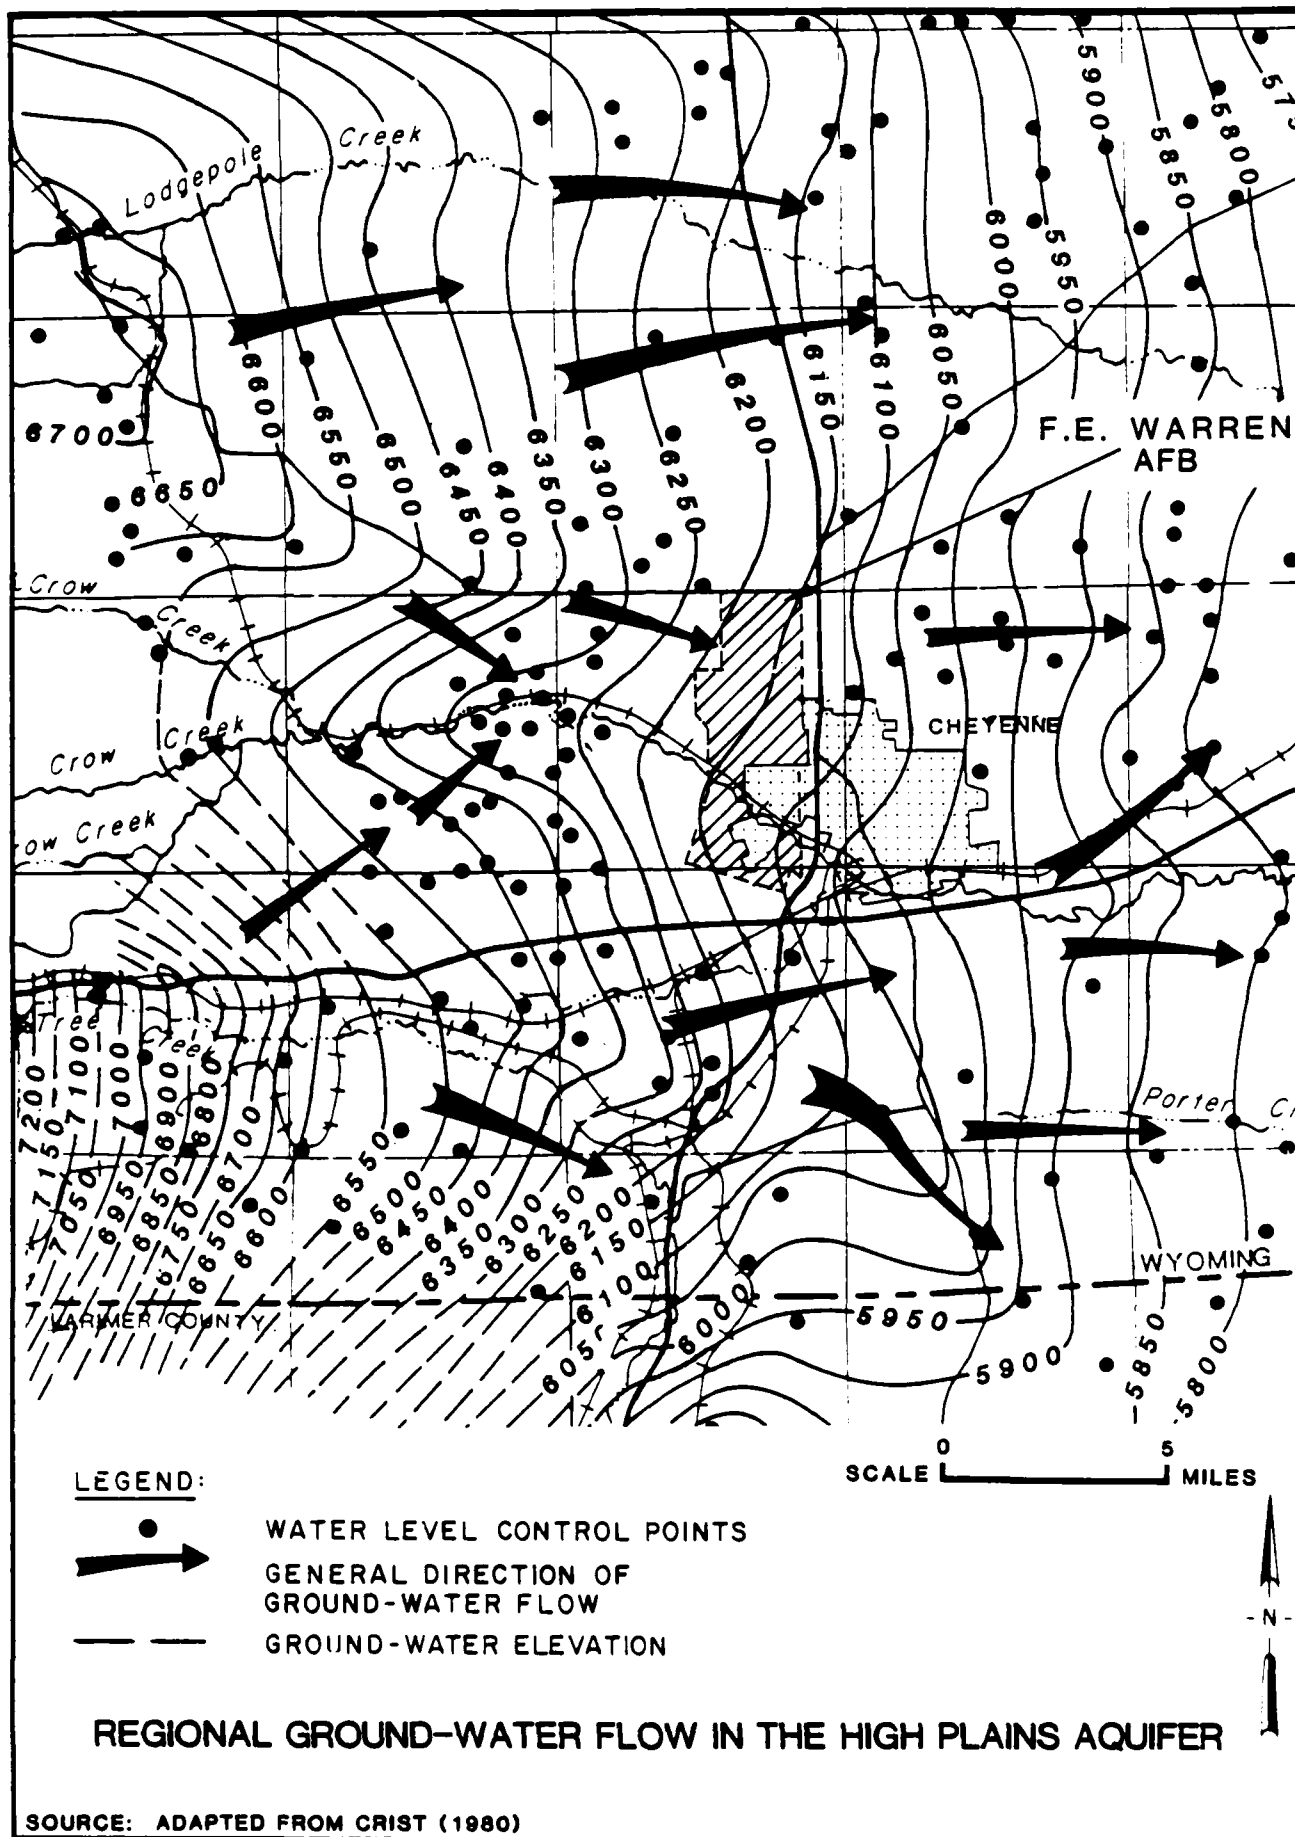 5900
5850
5800
Lodgepole Creek
6000
5950
6600
6550
6500
6450
6400
6350
6300
6250
6200
6150
6100
6050
6700
6650
F.E. WARREN
AFB
Crow
Creek
Crow Creek
CHEYENNE
Creek
Tree
Creek
7200
7150
7100
7050
7000
6950
6900
6850
6800
6750
6700
6650
6600
6550
6500
6450
6400
6350
6300
6250
6200
6150
6100
6000
5950
5900
5850
5800
Porter
WYOMING
LARIMER COUNTY
0 5
SCALE MILES
LEGEND:
WATER LEVEL CONTROL POINTS
GENERAL DIRECTION OF
GROUND-WATER FLOW
GROUND-WATER ELEVATION
-N-
REGIONAL GROUND-WATER FLOW IN THE HIGH PLAINS AQUIFER
SOURCE: ADAPTED FROM CRIST (1980)